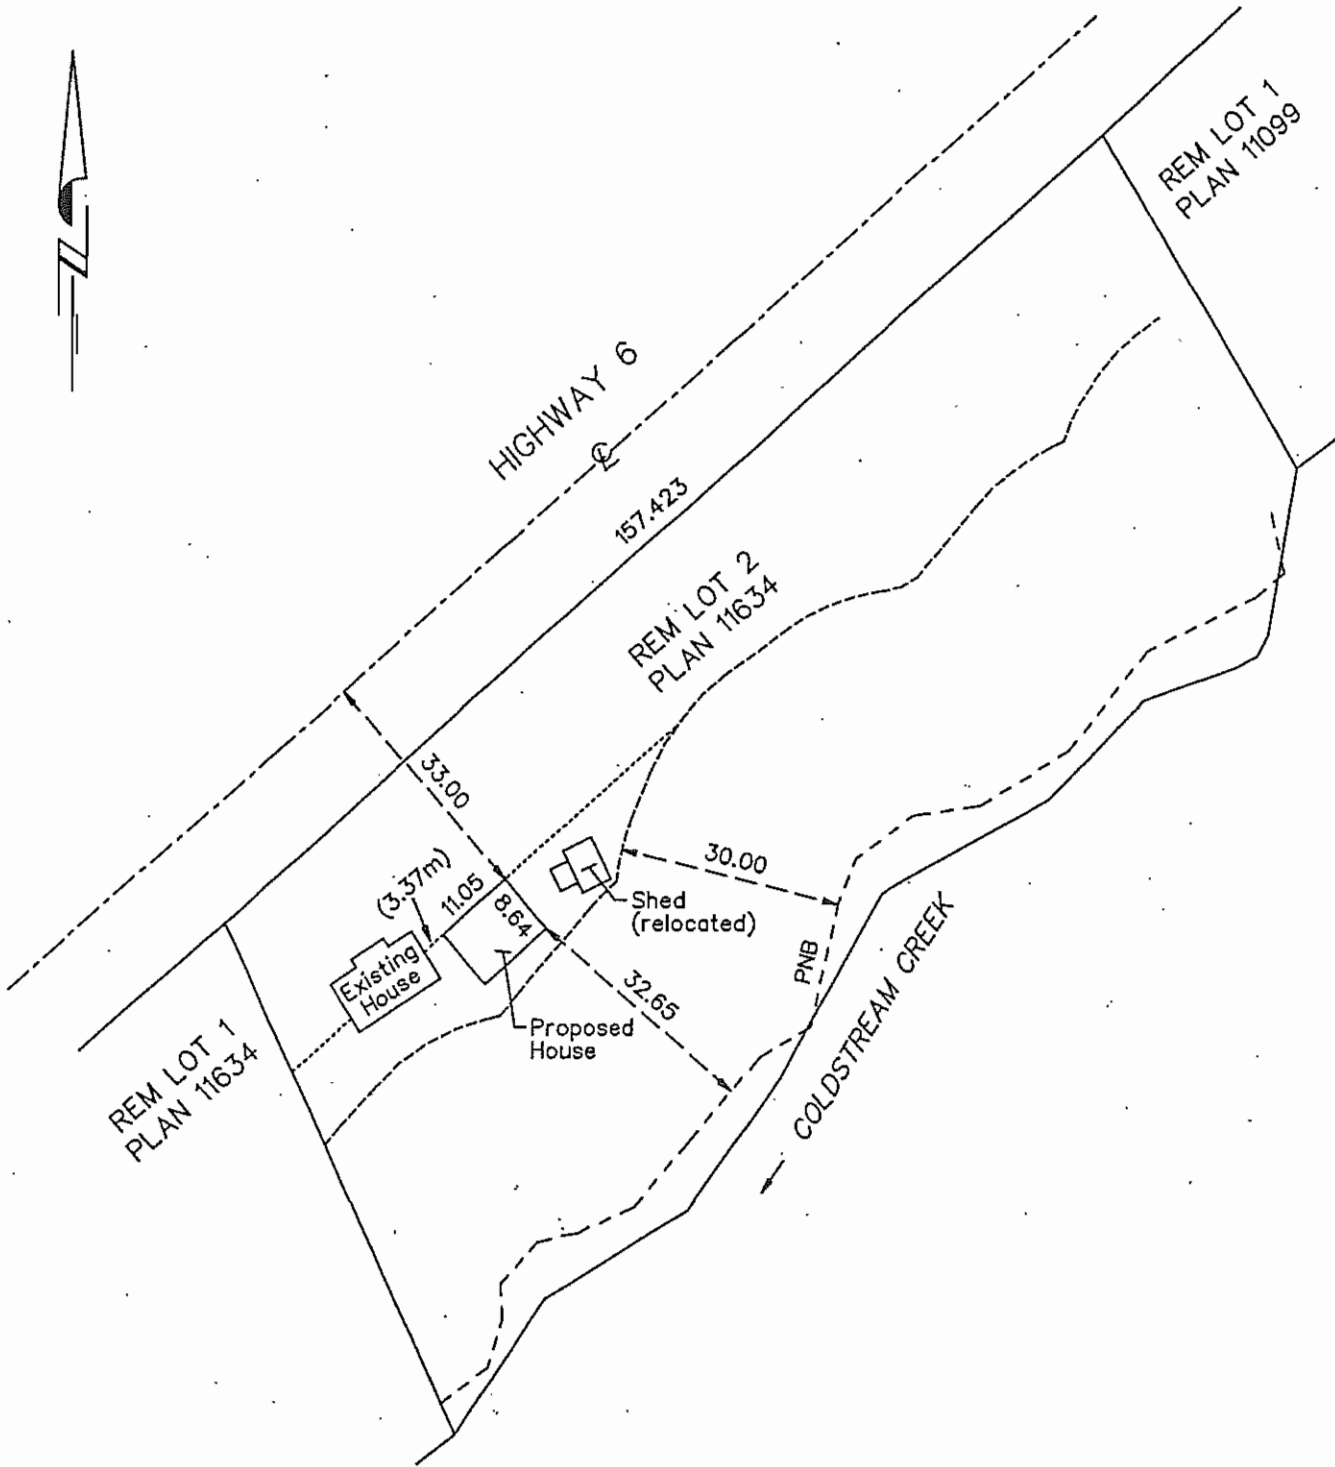 REM LOT 1
PLAN 11099
HIGHWAY 6
℄
157.423
REM LOT 2
PLAN 11634
33.00
(3.37m)
11.05
8.64
30.00
Shed
(relocated)
Existing
House
PNB
32.65
Proposed
House
COLDSTREAM CREEK
REM LOT 1
PLAN 11634